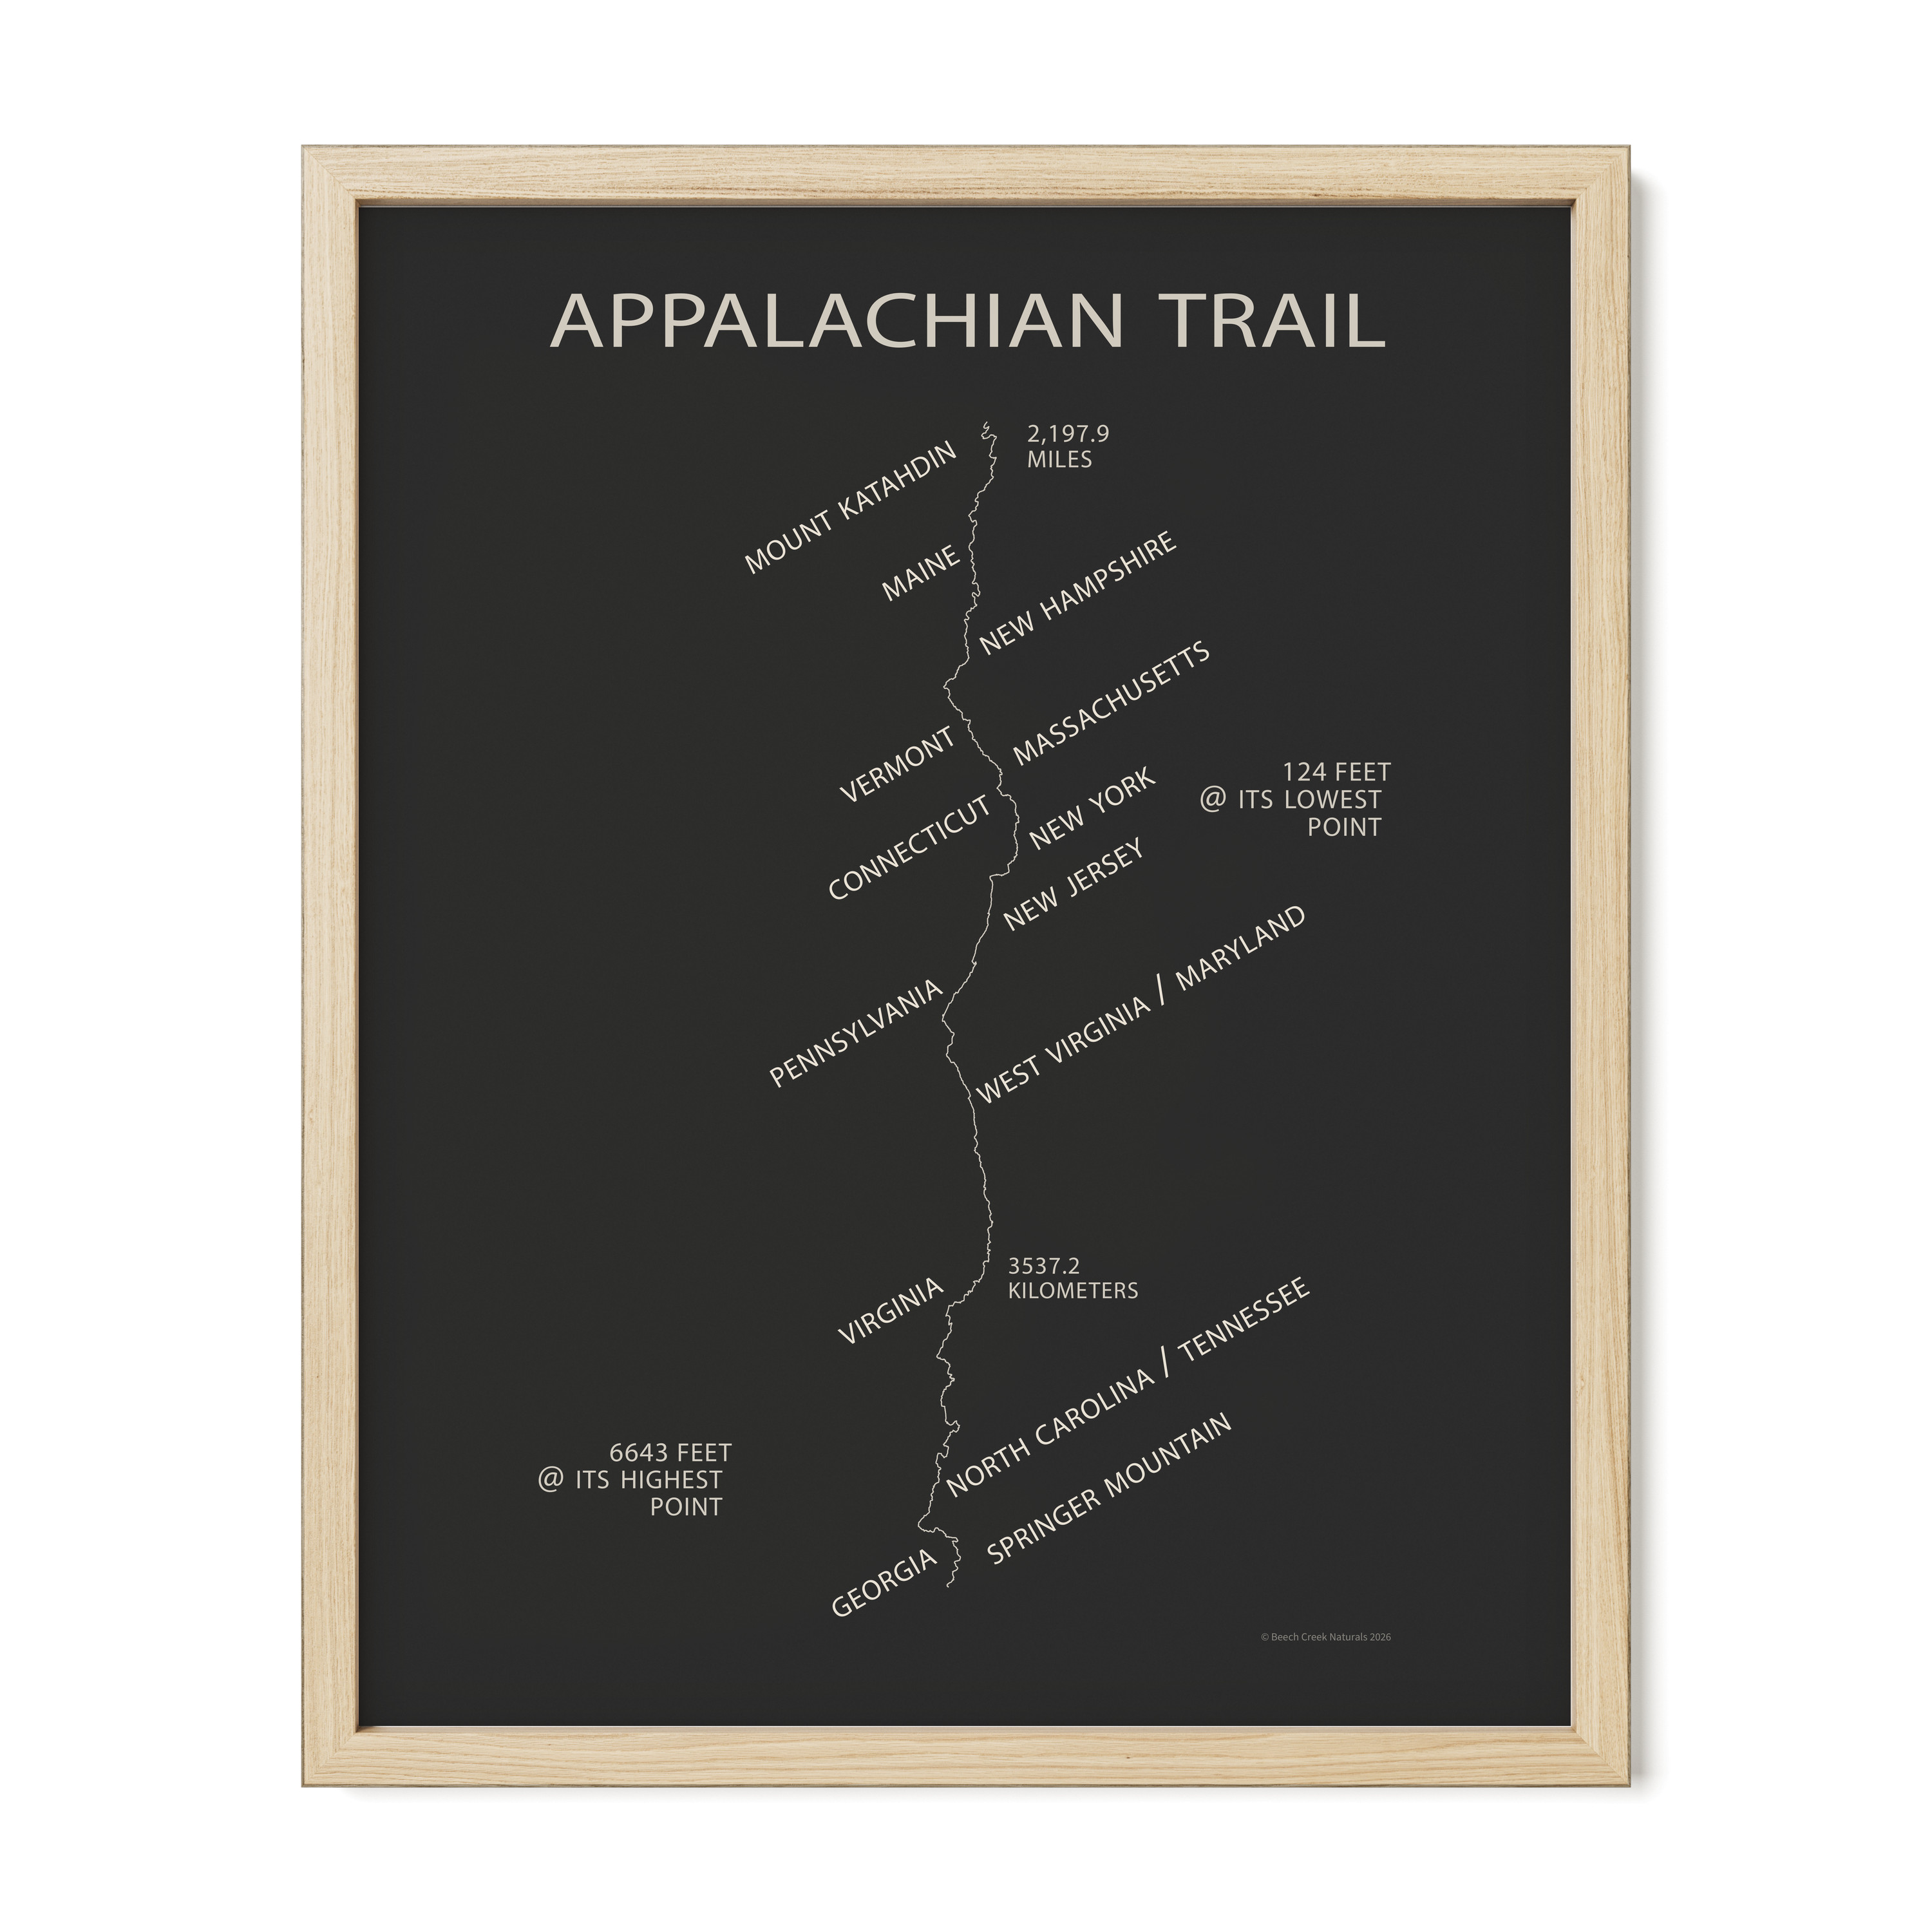 APPALACHIAN TRAIL
2,197.9
MILES
MOUNT KATAHDIN
MAINE
NEW HAMPSHIRE
MASSACHUSETTS
VERMONT
124 FEET
@ ITS LOWEST
POINT
NEW YORK
CONNECTICUT
NEW JERSEY
WEST VIRGINIA / MARYLAND
PENNSYLVANIA
3537.2
KILOMETERS
VIRGINIA
NORTH CAROLINA / TENNESSEE
6643 FEET
@ ITS HIGHEST
POINT
SPRINGER MOUNTAIN
GEORGIA
© Beech Creek Naturals 2026